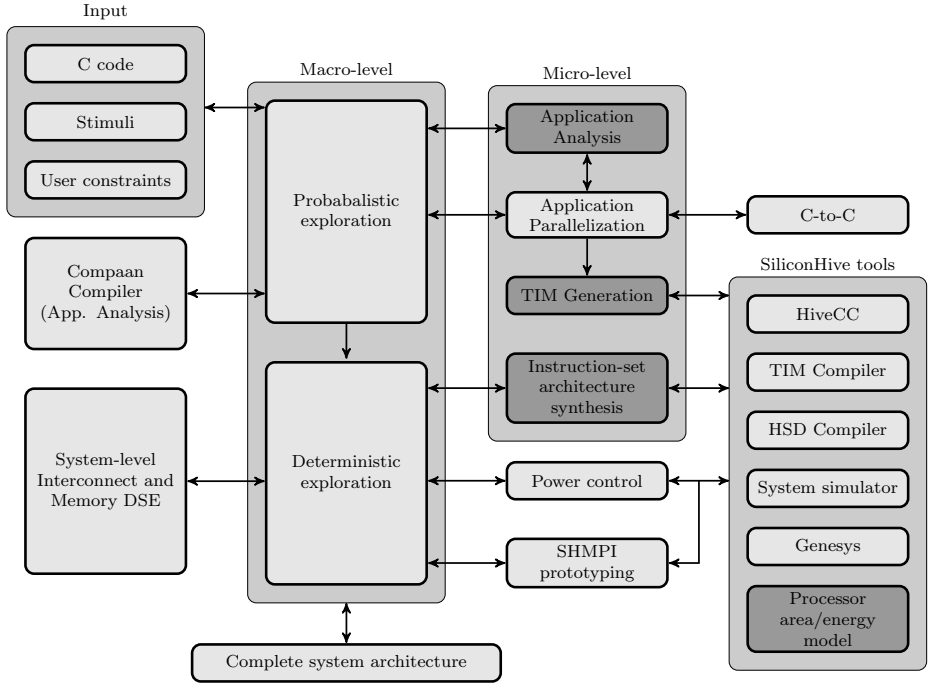 Input
C code
Stimuli
User constraints
Compaan
Compiler
(App. Analysis)
System-level
Interconnect and
Memory DSE
Macro-level
Probabalistic
exploration
Deterministic
exploration
Complete system architecture
Micro-level
Application
Analysis
Application
Parallelization
TIM Generation
Instruction-set
architecture
synthesis
Power control
SHMPI
prototyping
C-to-C
SiliconHive tools
HiveCC
TIM Compiler
HSD Compiler
System simulator
Genesys
Processor
area/energy
model